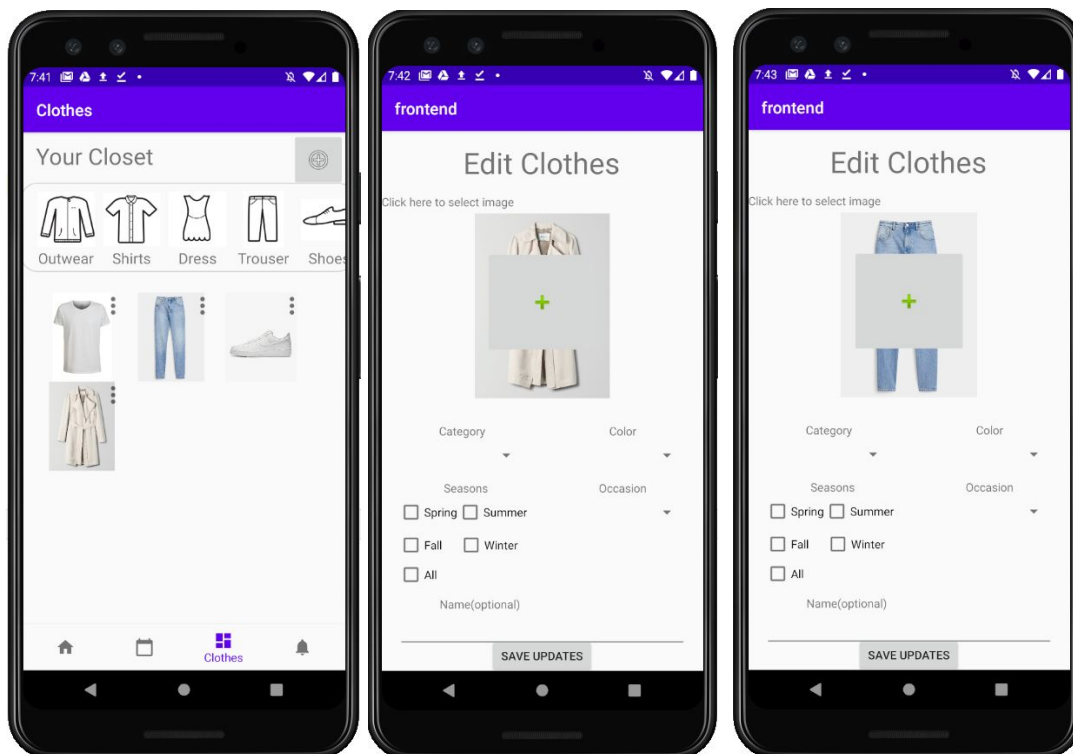 7:41
Clothes
Your Closet
Outwear Shirts Dress Trouser Shoes
Clothes
7:42
frontend
Edit Clothes
Click here to select image
+
Category Color
Seasons Occasion
Spring Summer
Fall Winter
All
Name(optional)
SAVE UPDATES
7:43
frontend
Edit Clothes
Click here to select image
+
Category Color
Seasons Occasion
Spring Summer
Fall Winter
All
Name(optional)
SAVE UPDATES